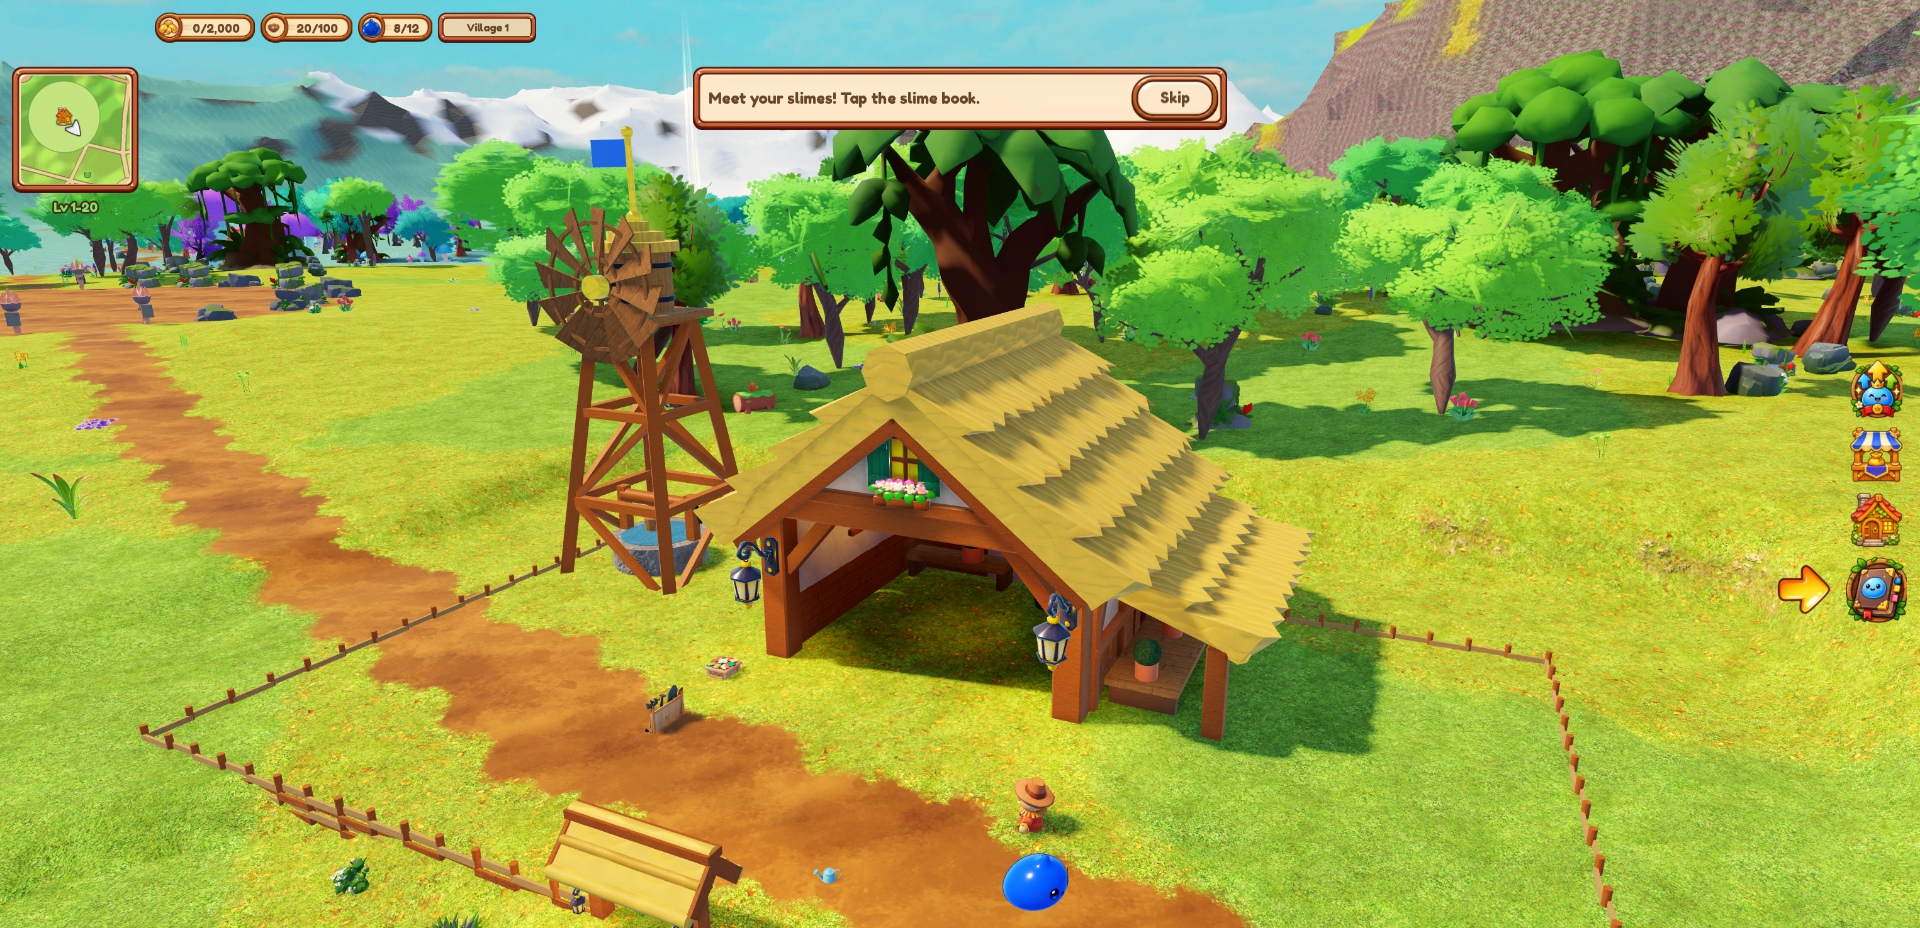 0/2,000
20/100
8/12
Village 1
Meet your slimes! Tap the slime book.
Skip
Lv 1-20